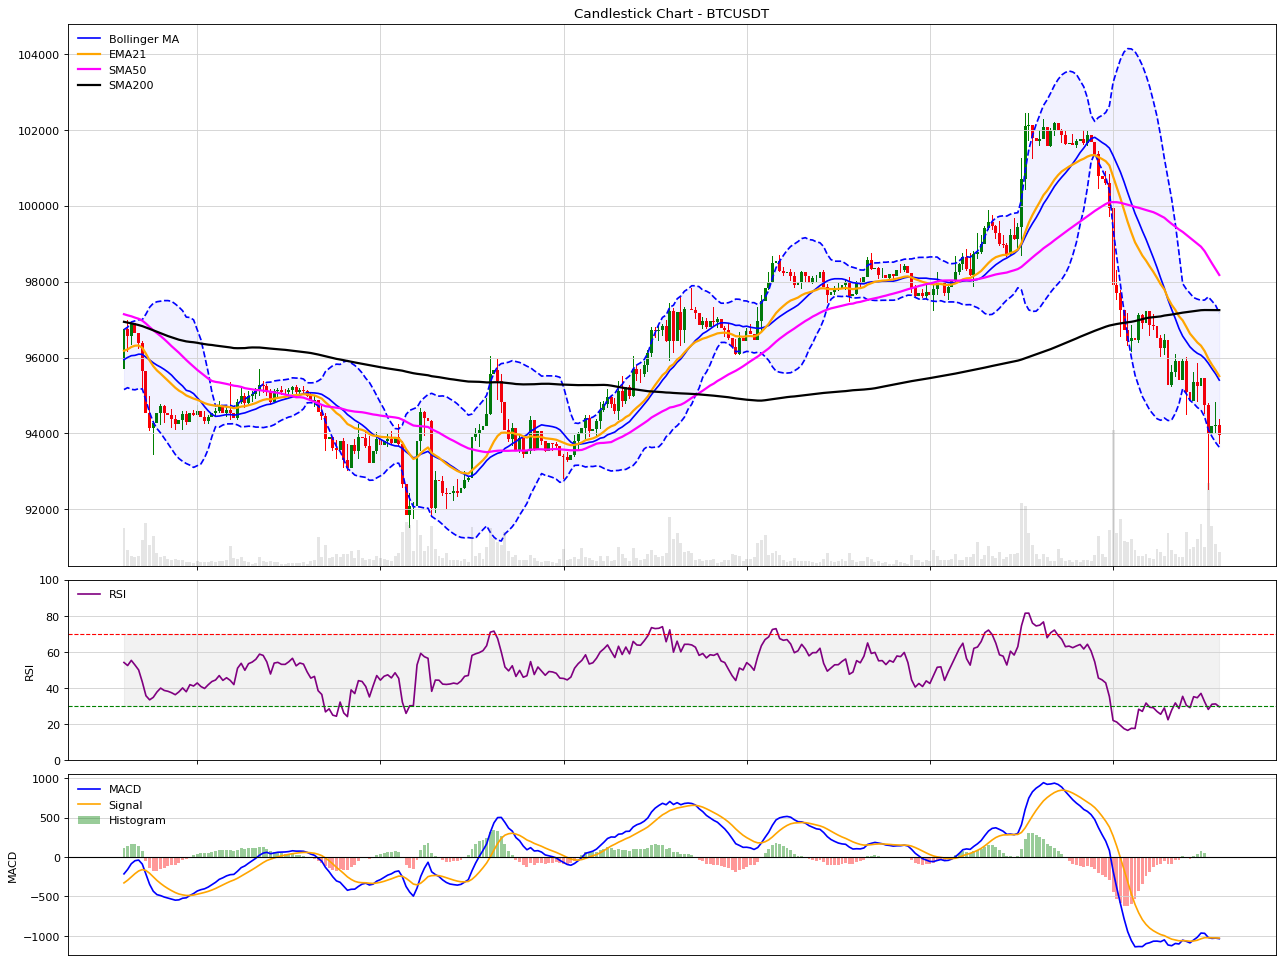 Candlestick Chart - BTCUSDT
Bollinger MA
EMA21
SMA50
SMA200
104000
102000
100000
98000
96000
94000
92000
RSI
RSI
100
80
60
40
20
0
MACD
Signal
Histogram
MACD
1000
500
0
−500
−1000